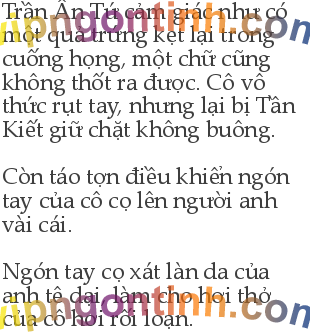 Trần Ẩn Tứ cảm giác như có
một quả trứng kẹt lại trong
cuống họng, một chữ cũng
không thốt ra được. Cô vô
thức rụt tay, nhưng lại bị Tần
Kiết giữ chặt không buông.
Còn táo tợn điều khiển ngón
tay của cô cọ lên người anh
vài cái.
Ngón tay cọ xát làn da của
anh tê dại, làm cho hơi thở
của cô hơi rối loạn.